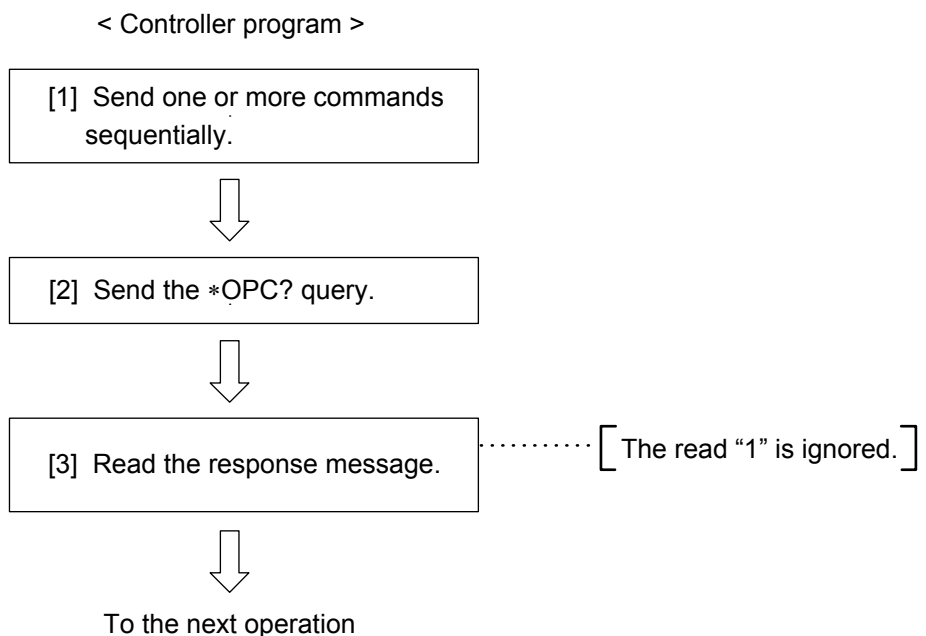 < Controller program >
[1] Send one or more commands
sequentially.
[2] Send the *OPC? query.
[3] Read the response message.
The read “1” is ignored.
To the next operation